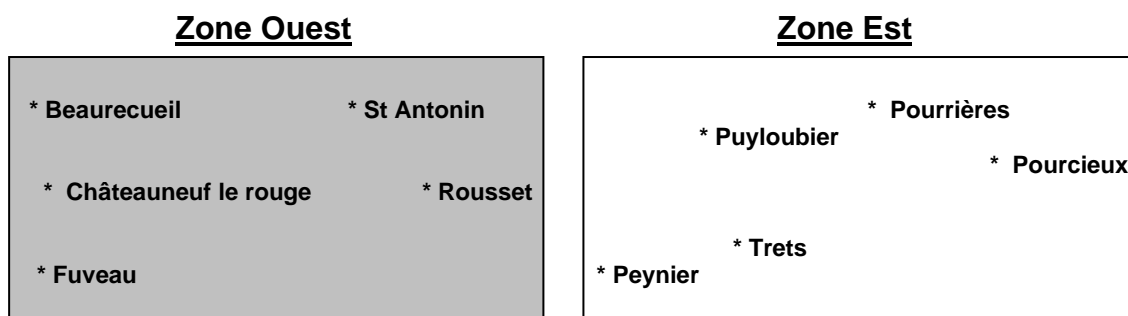 Zone Ouest
* Beaurecueil * St Antonin
* Châteauneuf le rouge * Rousset
* Fuveau
Zone Est
* Pourrières
* Puyloubier
* Pourcieux
* Trets
* Peynier